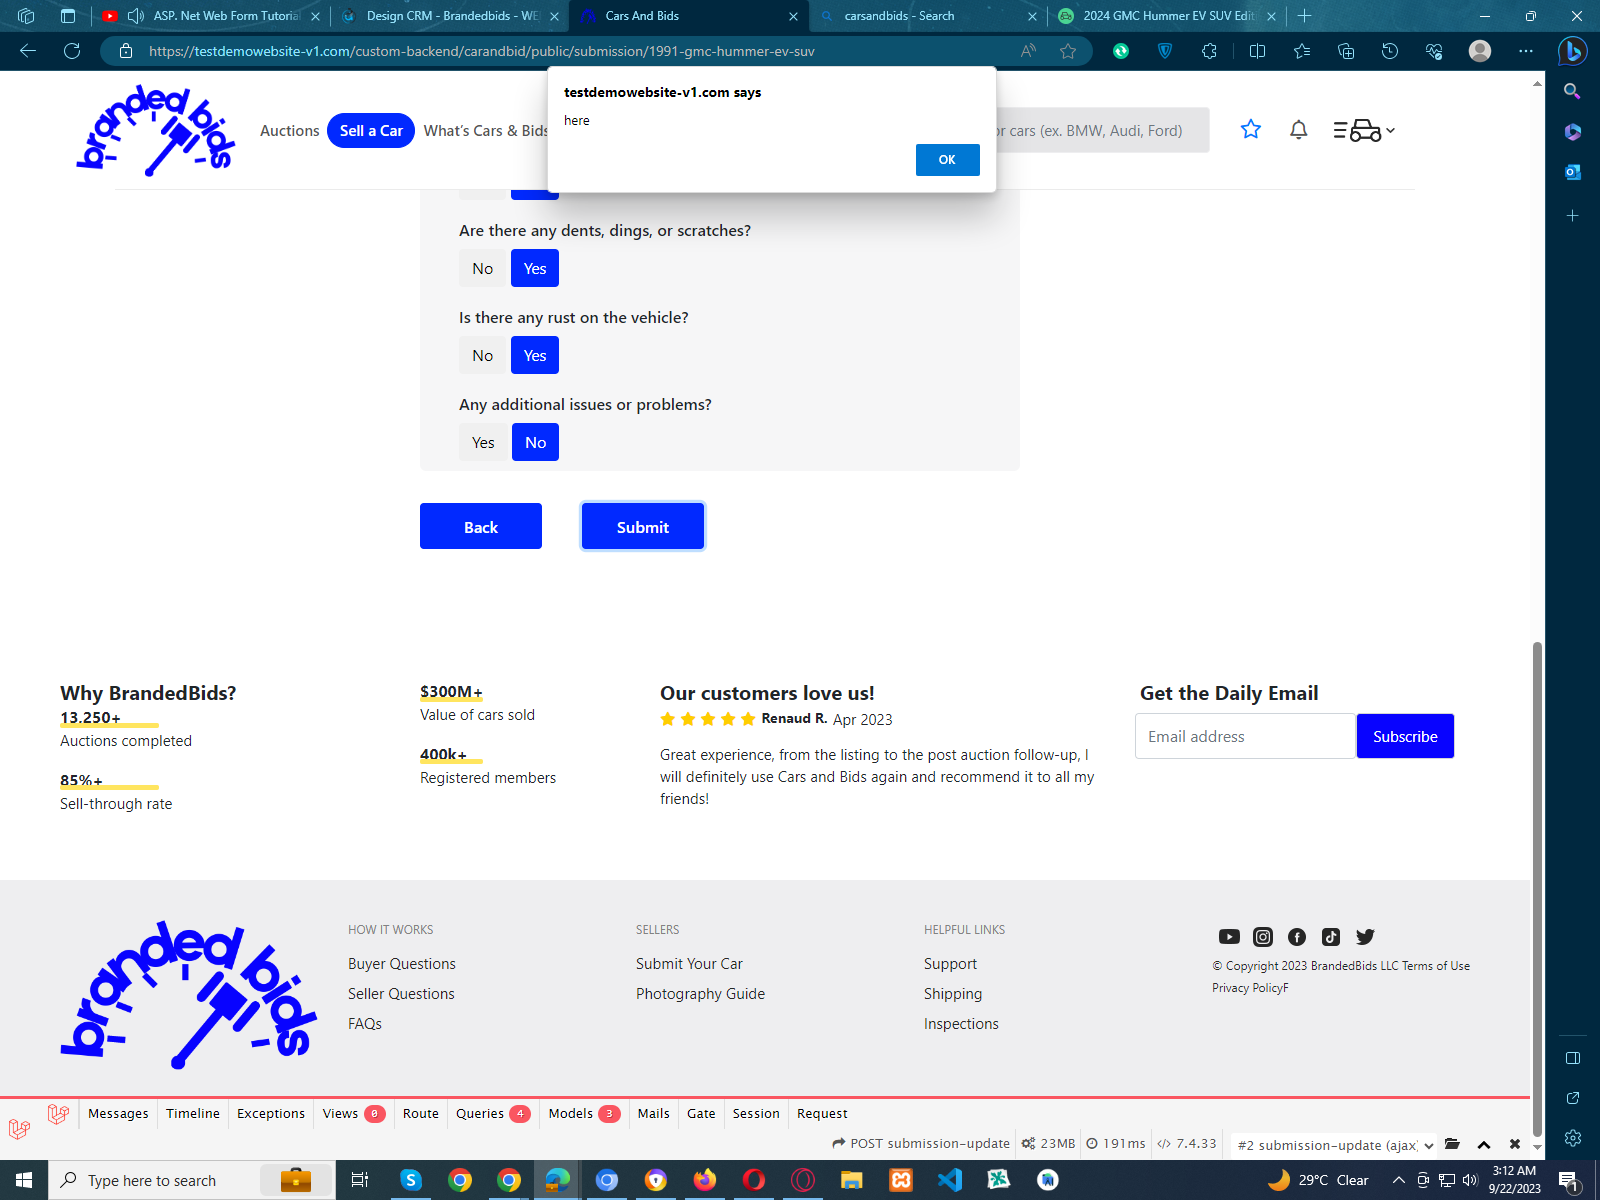 ASP. Net Web Form Tutorial
Design CRM - Brandedbids - WE
Cars And Bids
carsandbids - Search
2024 GMC Hummer EV SUV Edit
https://testdemowebsite-v1.com/custom-backend/carandbid/public/submission/1991-gmc-hummer-ev-suv
testdemowebsite-v1.com says
here
OK
branded bids
Auctions
Sell a Car
What's Cars & Bids
or cars (ex. BMW, Audi, Ford)
Are there any dents, dings, or scratches?
No Yes
Is there any rust on the vehicle?
No Yes
Any additional issues or problems?
Yes No
Back Submit
Why BrandedBids?
13,250+
Auctions completed
85%+
Sell-through rate
$300M+
Value of cars sold
400k+
Registered members
Our customers love us!
Renaud R. Apr 2023
Great experience, from the listing to the post auction follow-up, I
will definitely use Cars and Bids again and recommend it to all my
friends!
Get the Daily Email
Email address
Subscribe
branded bids
HOW IT WORKS
Buyer Questions
Seller Questions
FAQs
SELLERS
Submit Your Car
Photography Guide
HELPFUL LINKS
Support
Shipping
Inspections
© Copyright 2023 BrandedBids LLC Terms of Use
Privacy PolicyF
Messages Timeline Exceptions Views 0 Route Queries 4 Models 3 Mails Gate Session Request
POST submission-update 23MB 191ms 7.4.33 #2 submission-update (ajax)
Type here to search
29°C Clear
3:12 AM
9/22/2023
1